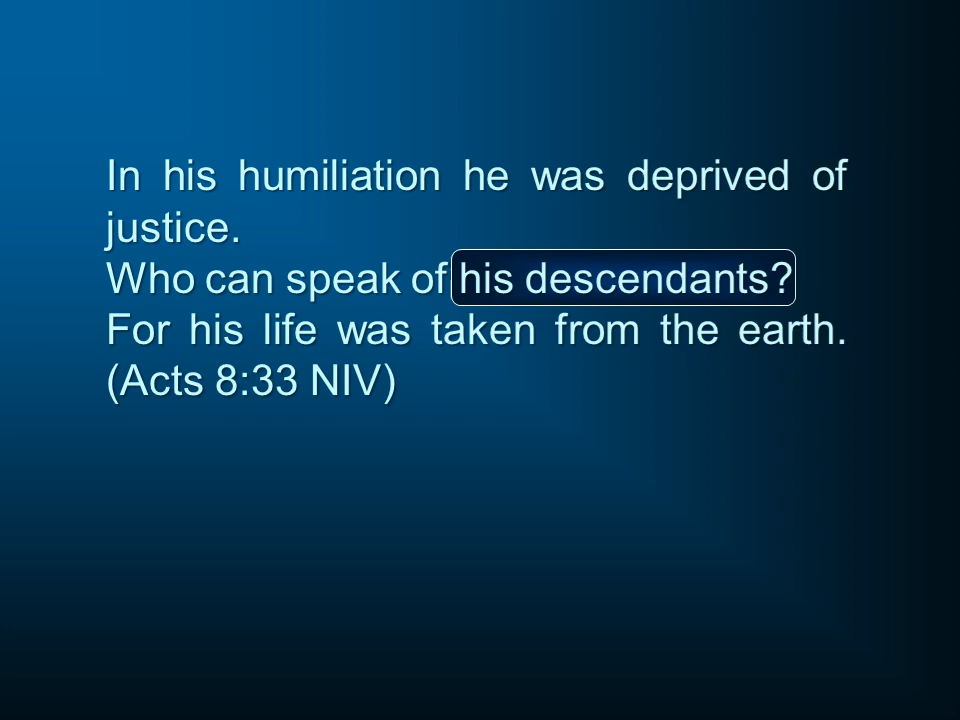 In his humiliation he was deprived of
justice.
Who can speak of his descendants?
For his life was taken from the earth.
(Acts 8:33 NIV)